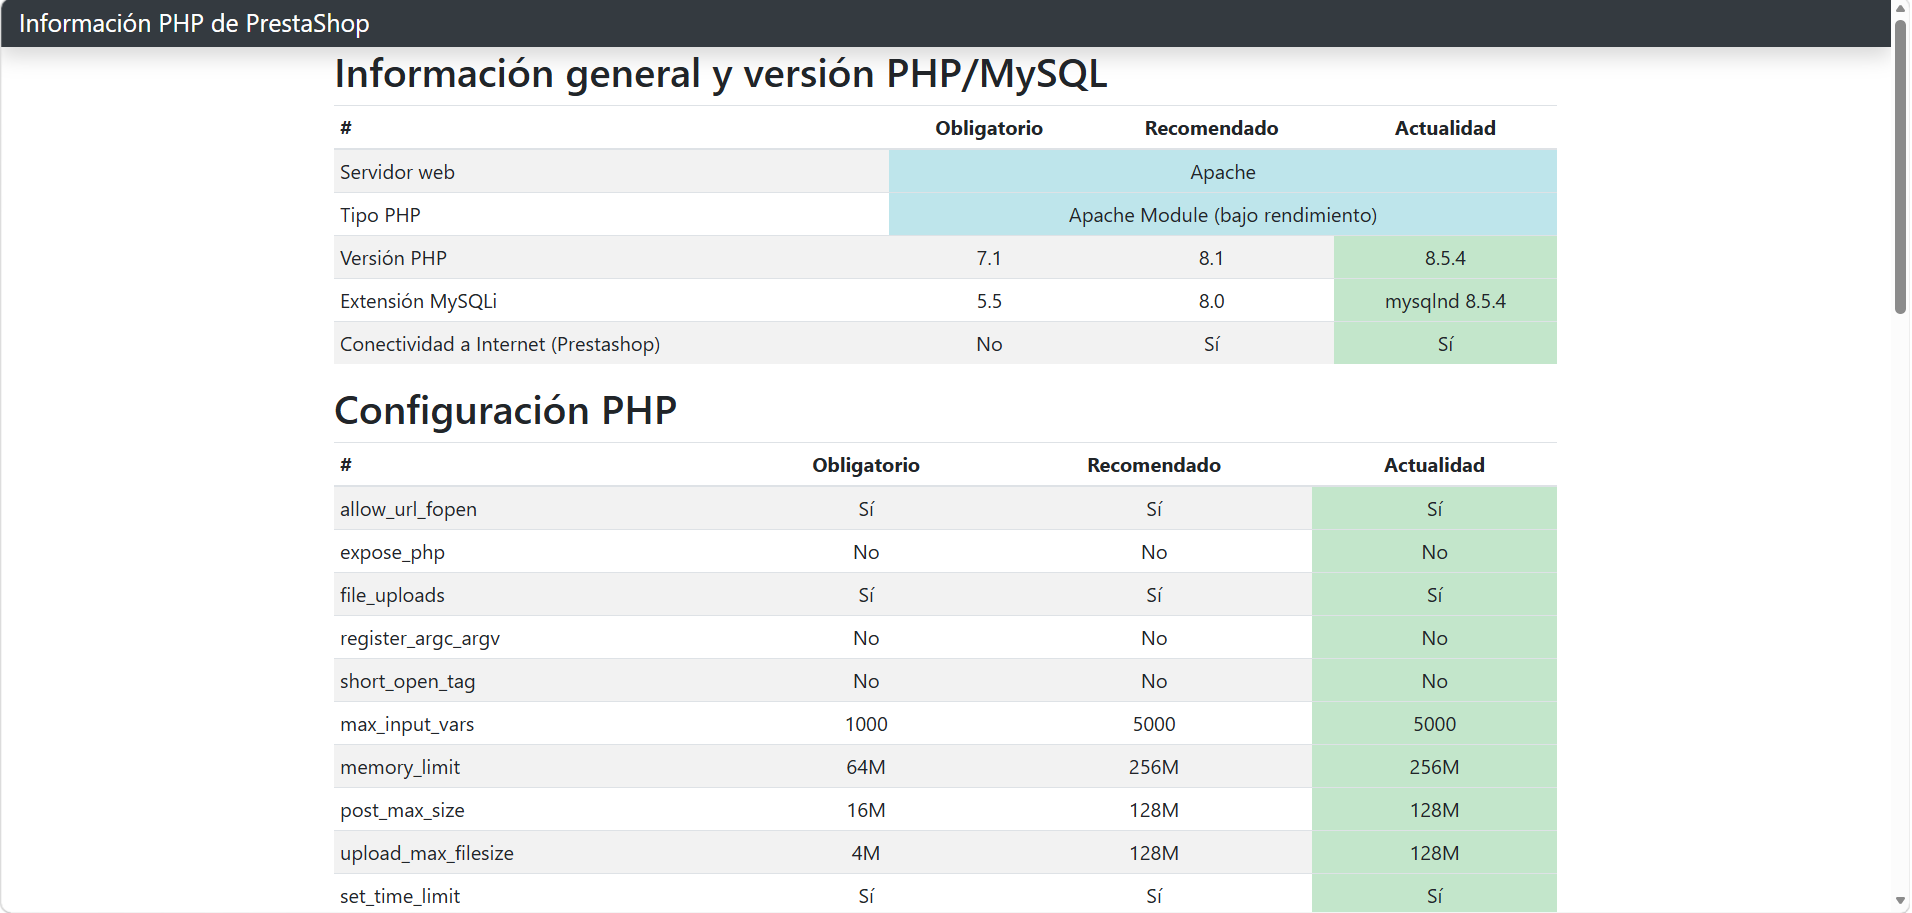 Información PHP de PrestaShop
Información general y versión PHP/MySQL
# Obligatorio Recomendado Actualidad
Servidor web Apache
Tipo PHP Apache Module (bajo rendimiento)
Versión PHP 7.1 8.1 8.5.4
Extensión MySQLi 5.5 8.0 mysqlnd 8.5.4
Conectividad a Internet (Prestashop) No Sí Sí
Configuración PHP
# Obligatorio Recomendado Actualidad
allow_url_fopen Sí Sí Sí
expose_php No No No
file_uploads Sí Sí Sí
register_argc_argv No No No
short_open_tag No No No
max_input_vars 1000 5000 5000
memory_limit 64M 256M 256M
post_max_size 16M 128M 128M
upload_max_filesize 4M 128M 128M
set_time_limit Sí Sí Sí